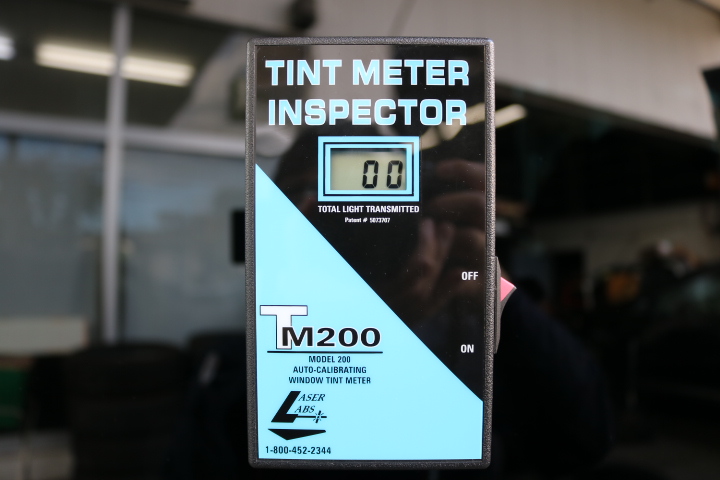 TINT METER
INSPECTOR
00
TOTAL LIGHT TRANSMITTED
Patent # 5073707
OFF
ON
TM200
MODEL 200
AUTO-CALIBRATING
WINDOW TINT METER
LASER
LABS
1-800-452-2344